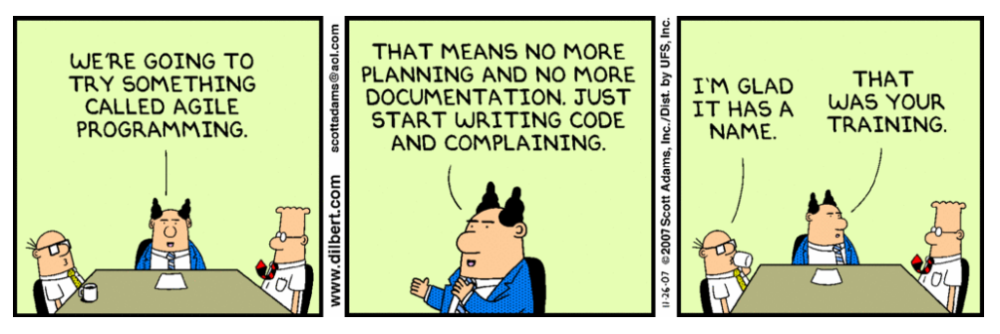 WE'RE GOING TO
TRY SOMETHING
CALLED AGILE
PROGRAMMING.
www.dilbert.com scottadams@aol.com
THAT MEANS NO MORE
PLANNING AND NO MORE
DOCUMENTATION. JUST
START WRITING CODE
AND COMPLAINING.
11-26-07 ©2007 Scott Adams, Inc./Dist. by UFS, Inc.
I'M GLAD
IT HAS A
NAME.
THAT
WAS YOUR
TRAINING.